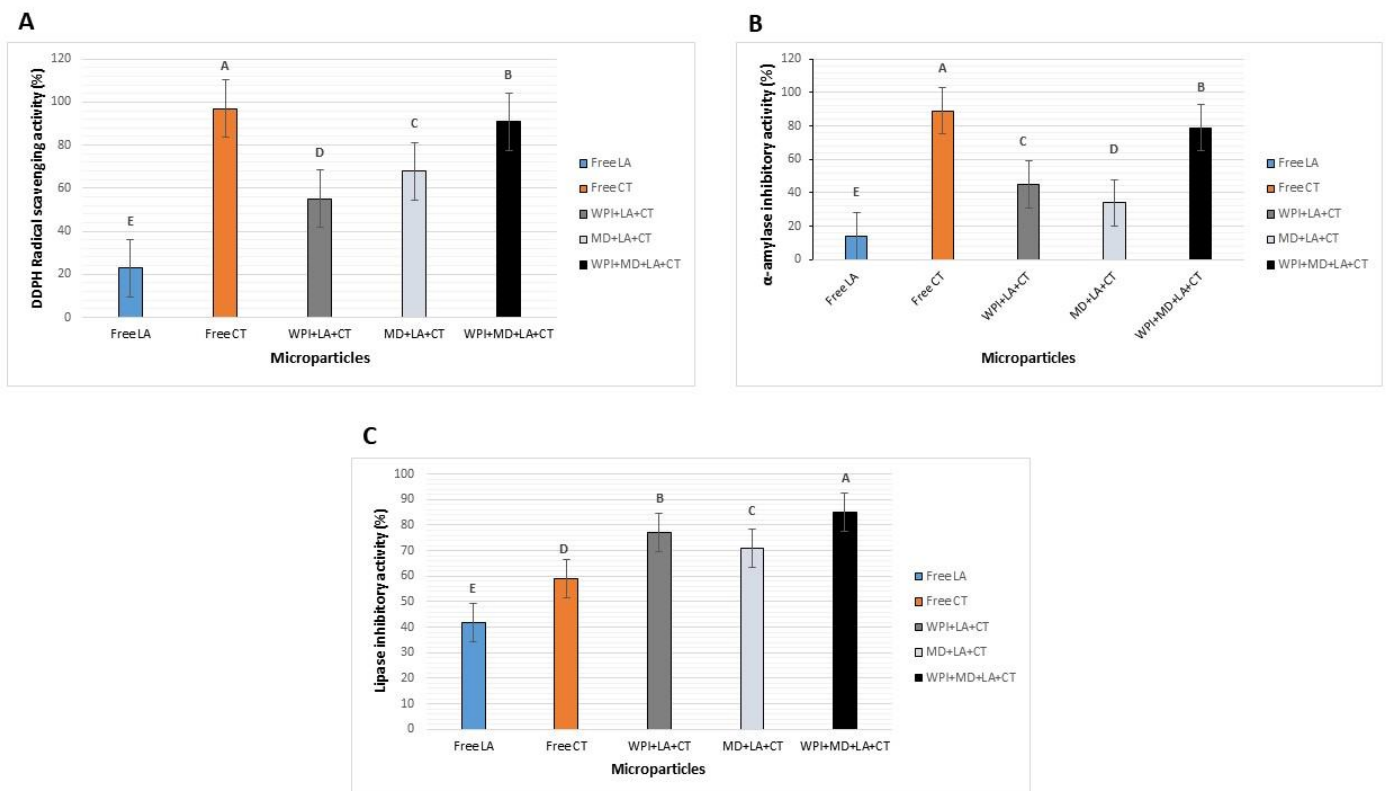 A
120
100
80
60
40
20
0
DDPH Radical scavenging activity (%)
E
A
D
C
B
Free LA
Free CT
WPI+LA+CT
MD+LA+CT
WPI+MD+LA+CT
Microparticles
Free LA
Free CT
WPI+LA+CT
MD+LA+CT
WPI+MD+LA+CT
B
120
100
80
60
40
20
0
α-amylase inhibitory activity (%)
E
A
C
D
B
Free LA
Free CT
WPI+LA+CT
MD+LA+CT
WPI+MD+LA+CT
Microparticles
Free LA
Free CT
WPI+LA+CT
MD+LA+CT
WPI+MD+LA+CT
C
100
90
80
70
60
50
40
30
20
10
0
Lipase inhibitory activity (%)
E
D
B
C
A
Free LA
Free CT
WPI+LA+CT
MD+LA+CT
WPI+MD+LA+CT
Microparticles
Free LA
Free CT
WPI+LA+CT
MD+LA+CT
WPI+MD+LA+CT